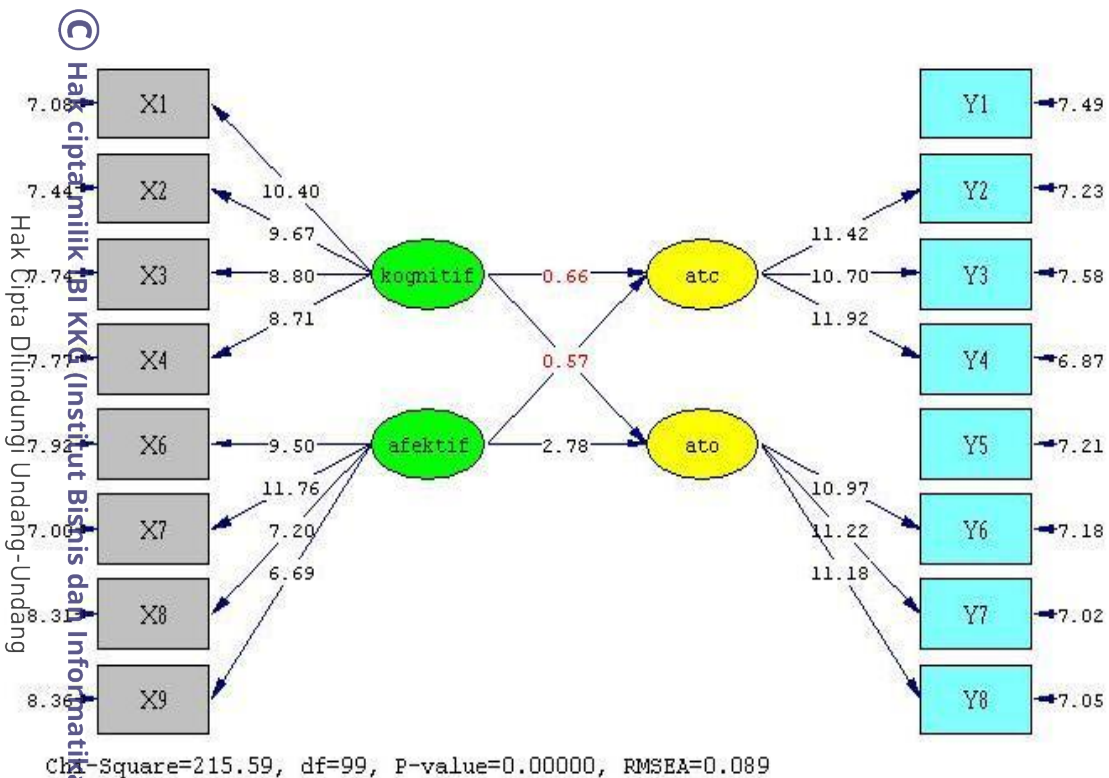 © Hak cipta milik IBI KKG (Institut Bisnis dan Informatik
Hak Cipta Dilindungi Undang-Undang
7.08 X1
7.44 X2
7.74 X3
7.77 X4
7.92 X6
7.00 X7
8.31 X8
8.36 X9
10.40
9.67
8.80
8.71
kognitif
afektif
9.50
11.76
7.20
6.69
0.66
0.57
2.78
atc
ato
11.42
10.70
11.92
10.97
11.22
11.18
Y1 7.49
Y2 7.23
Y3 7.58
Y4 6.87
Y5 7.21
Y6 7.18
Y7 7.02
Y8 7.05
Chi-Square=215.59, df=99, P-value=0.00000, RMSEA=0.089